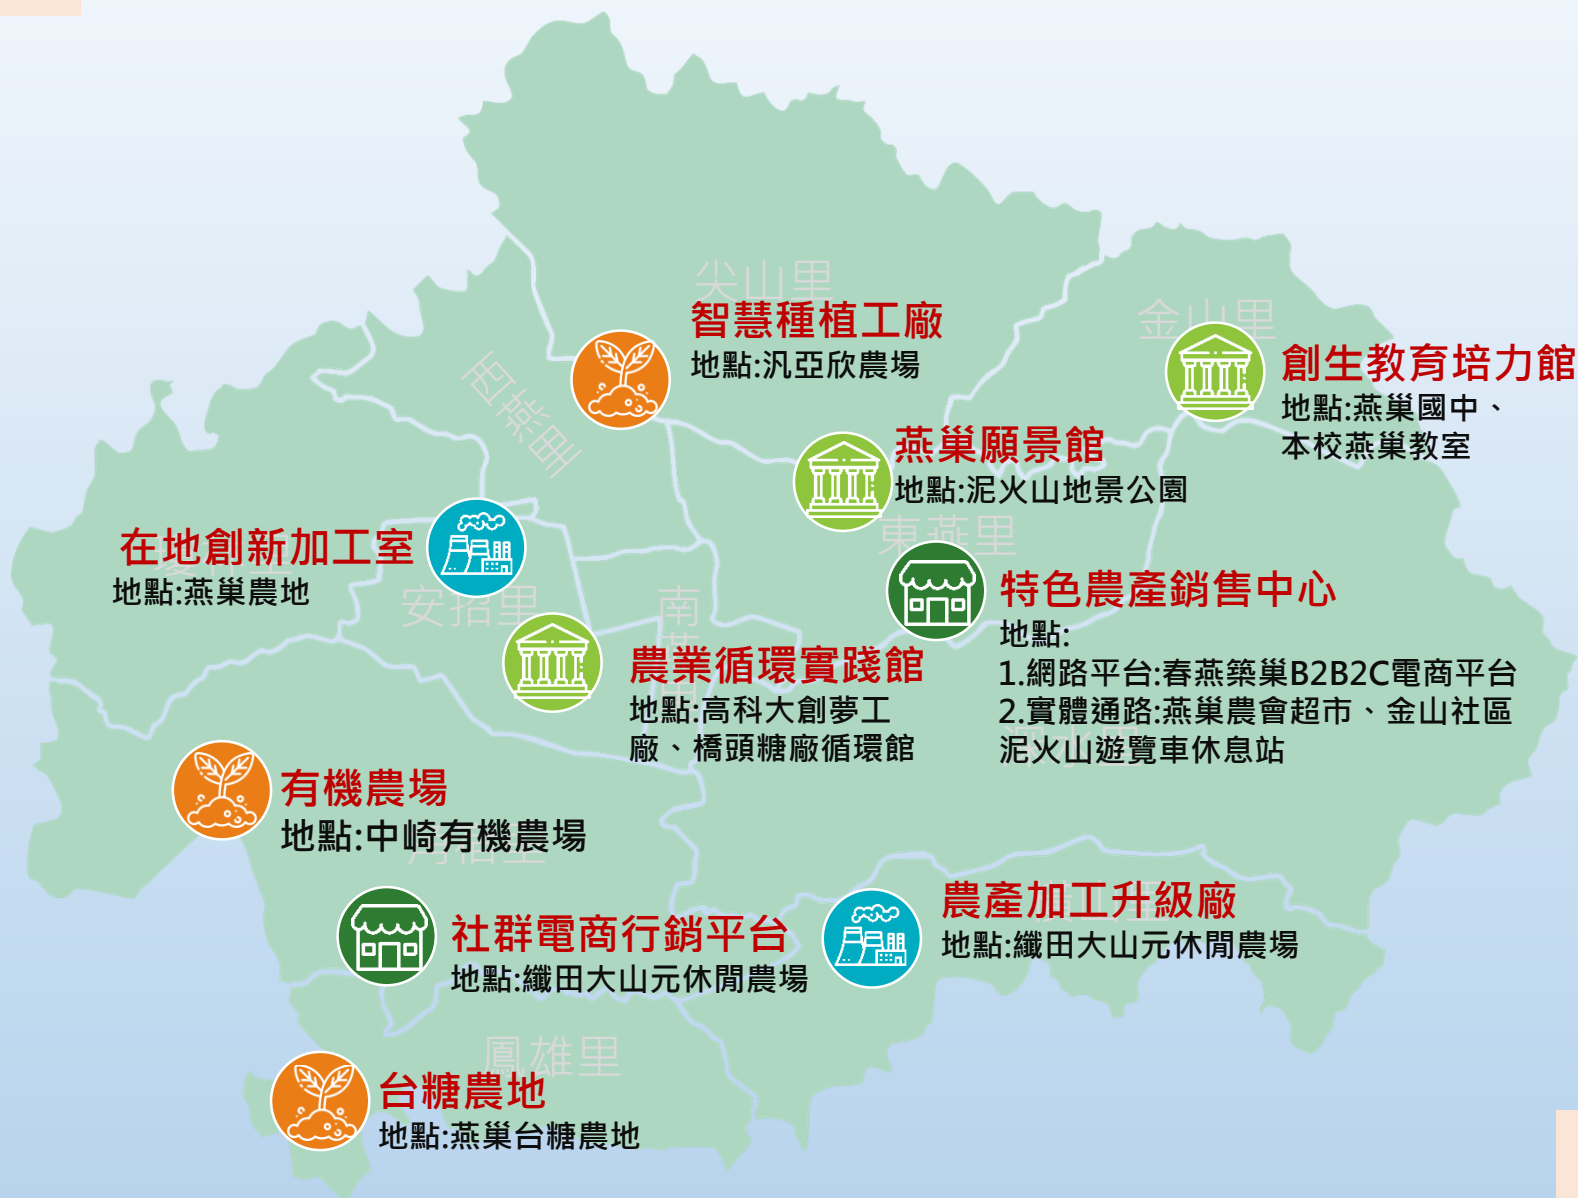 尖山里
智慧種植工廠
地點:汎亞欣農場
金山里
創生教育培力館
地點:燕巢國中、
本校燕巢教室
西燕里
燕巢願景館
地點:泥火山地景公園
東燕里
在地創新加工室
地點:燕巢農地
安招里
特色農產銷售中心
地點:
1.網路平台:春燕築巢B2B2C電商平台
2.實體通路:燕巢農會超市、金山社區
泥火山遊覽車休息站
農業循環實踐館
地點:高科大創夢工
廠、橋頭糖廠循環館
有機農場
地點:中崎有機農場
社群電商行銷平台
地點:纖田大山元休閒農場
農產加工升級廠
地點:纖田大山元休閒農場
鳳雄里
台糖農地
地點:燕巢台糖農地